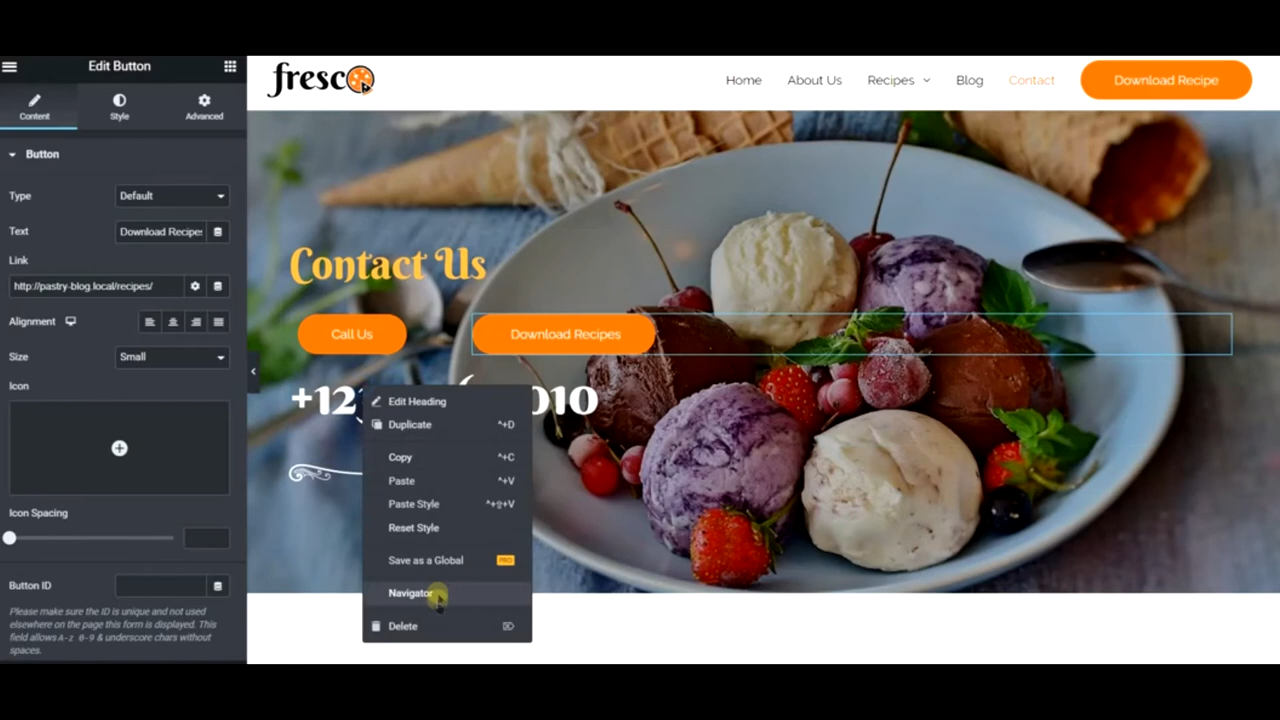 Edit Button
Content
Style
Advanced
Button
Type
Default
Text
Download Recipes
Link
http://pastry-blog.local/recipes/
Alignment
Size
Small
Icon
Icon Spacing
Button ID
Please make sure the ID is unique and not used
elsewhere on the page this form is displayed. This
field allows A-z 0-9 & underscore chars without
spaces.
fresco
Home
About Us
Recipes
Blog
Contact
Download Recipe
Contact Us
Call Us
Download Recipes
+12
010
Edit Heading
Duplicate ^+D
Copy ^+C
Paste ^+V
Paste Style ^+⇧+V
Reset Style
Save as a Global PRO
Navigator
Delete